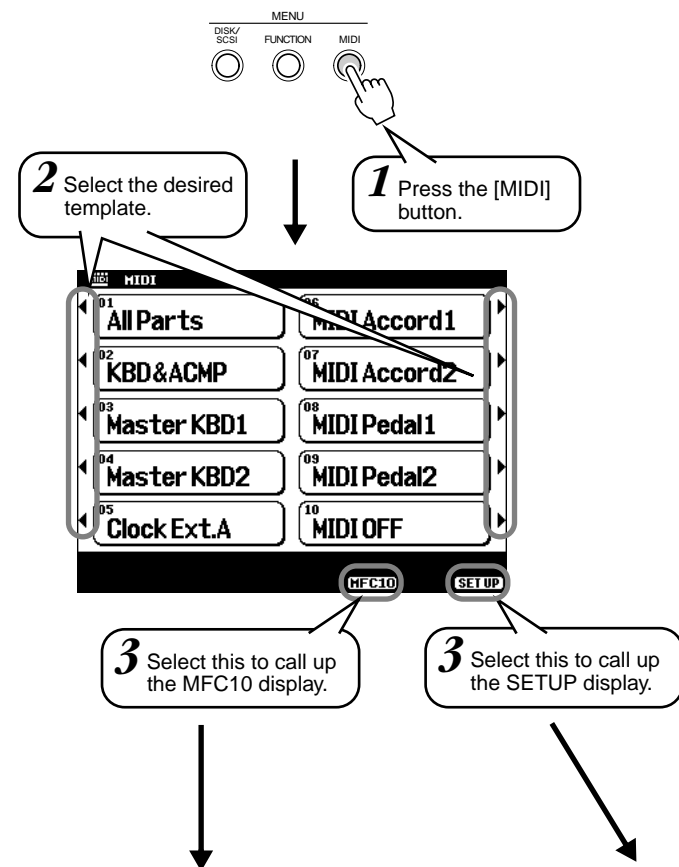 MENU
DISK/
SCSI
FUNCTION
MIDI
1 Press the [MIDI]
button.
2 Select the desired
template.
MIDI MIDI
01 All Parts
02 KBD&ACMP
03 Master KBD1
04 Master KBD2
05 Clock Ext.A
06 MIDI Accord1
07 MIDI Accord2
08 MIDI Pedal1
09 MIDI Pedal2
10 MIDI OFF
MFC10
SET UP
3 Select this to call up
the MFC10 display.
3 Select this to call up
the SETUP display.